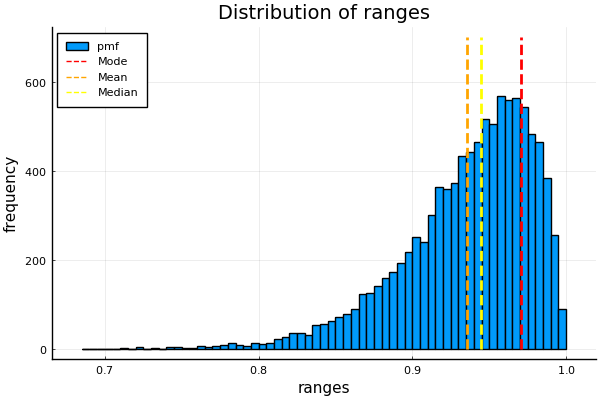 Distribution of ranges
pmf
Mode
Mean
Median
frequency
600
400
200
0
0.7
0.8
0.9
1.0
ranges